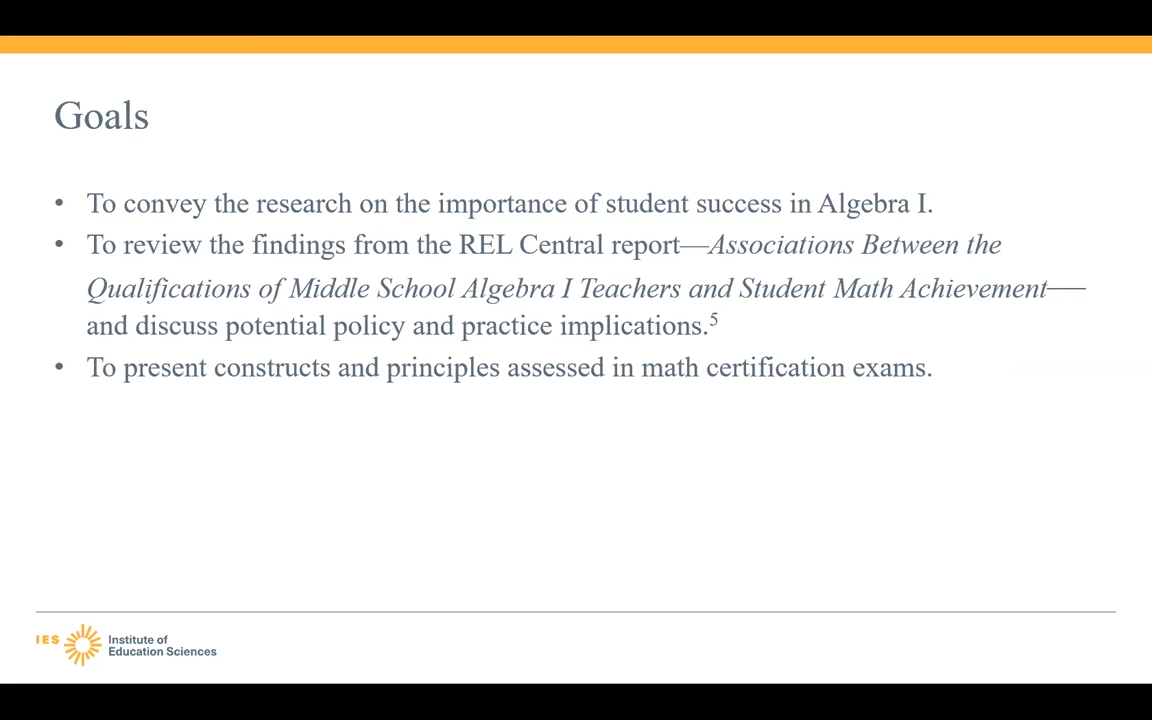 Goals
• To convey the research on the importance of student success in Algebra I.
• To review the findings from the REL Central report—Associations Between the
Qualifications of Middle School Algebra I Teachers and Student Math Achievement—
and discuss potential policy and practice implications.⁵
• To present constructs and principles assessed in math certification exams.
IES
Institute of
Education Sciences